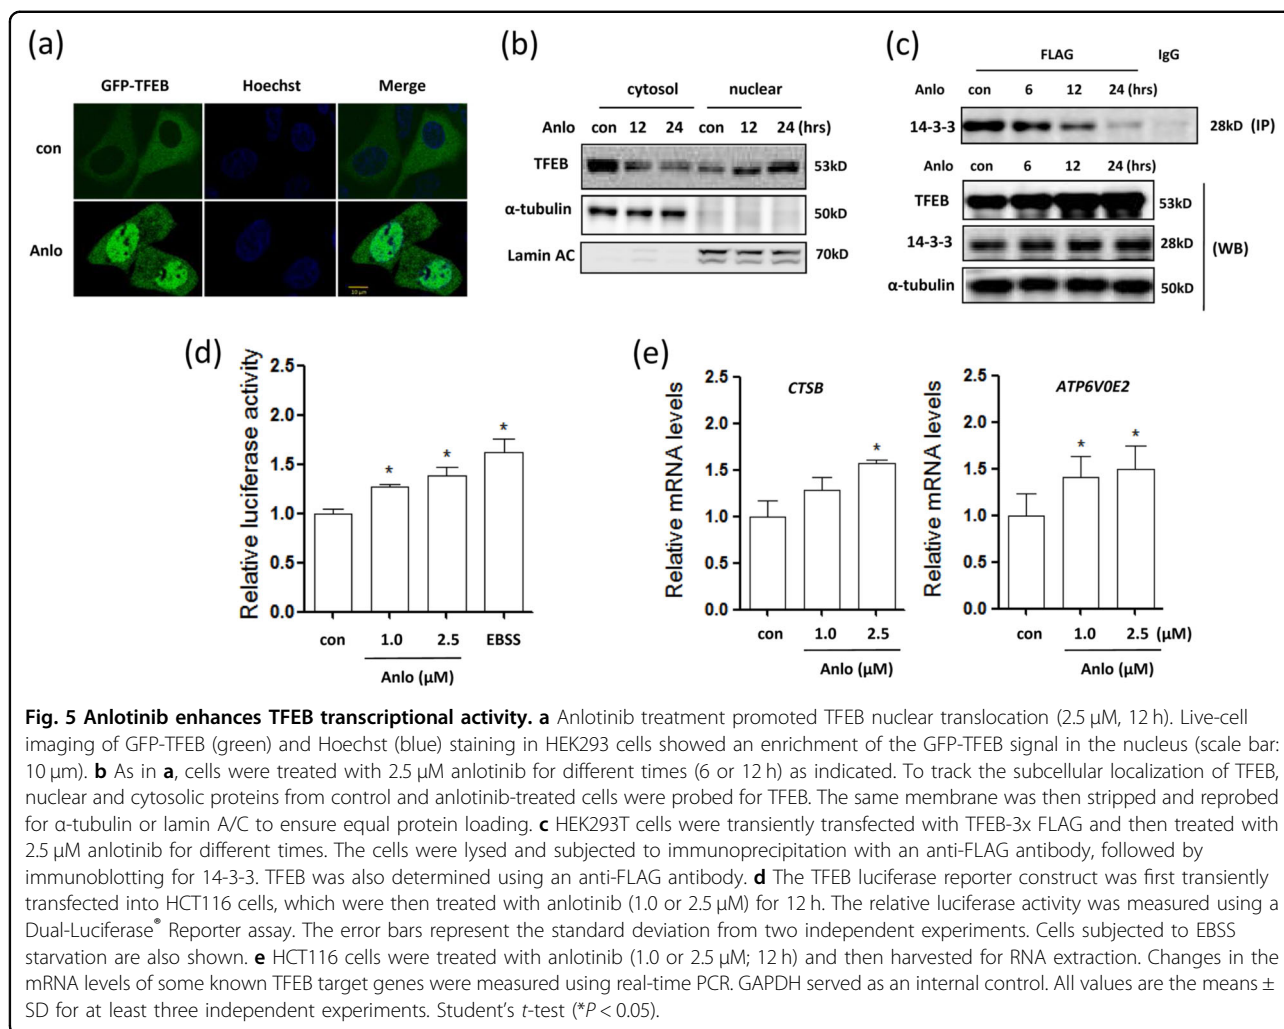 (a)
GFP-TFEB Hoechst Merge
con
Anlo
10 μm
(b)
cytosol nuclear
Anlo con 12 24 con 12 24 (hrs)
TFEB 53kD
α-tubulin 50kD
Lamin AC 70kD
(c)
FLAG IgG
Anlo con 6 12 24 (hrs)
14-3-3 28kD (IP)
Anlo con 6 12 24 (hrs)
TFEB 53kD
14-3-3 28kD (WB)
α-tubulin 50kD
(d)
Relative luciferase activity
2.5
2.0
1.5
1.0
0.5
0.0
* * *
con 1.0 2.5 EBSS
Anlo (μM)
(e)
Relative mRNA levels
CTSB
2.5
2.0
1.5
1.0
0.5
0.0
*
con 1.0 2.5
Anlo (μM)
Relative mRNA levels
ATP6V0E2
2.5
2.0
1.5
1.0
0.5
0.0
* *
con 1.0 2.5 (μM)
Anlo
Fig. 5 Anlotinib enhances TFEB transcriptional activity. a Anlotinib treatment promoted TFEB nuclear translocation (2.5 μM, 12 h). Live-cell
imaging of GFP-TFEB (green) and Hoechst (blue) staining in HEK293 cells showed an enrichment of the GFP-TFEB signal in the nucleus (scale bar:
10 μm). b As in a, cells were treated with 2.5 μM anlotinib for different times (6 or 12 h) as indicated. To track the subcellular localization of TFEB,
nuclear and cytosolic proteins from control and anlotinib-treated cells were probed for TFEB. The same membrane was then stripped and reprobed
for α-tubulin or lamin A/C to ensure equal protein loading. c HEK293T cells were transiently transfected with TFEB-3x FLAG and then treated with
2.5 μM anlotinib for different times. The cells were lysed and subjected to immunoprecipitation with an anti-FLAG antibody, followed by
immunoblotting for 14-3-3. TFEB was also determined using an anti-FLAG antibody. d The TFEB luciferase reporter construct was first transiently
transfected into HCT116 cells, which were then treated with anlotinib (1.0 or 2.5 μM) for 12 h. The relative luciferase activity was measured using a
Dual-Luciferase® Reporter assay. The error bars represent the standard deviation from two independent experiments. Cells subjected to EBSS
starvation are also shown. e HCT116 cells were treated with anlotinib (1.0 or 2.5 μM; 12 h) and then harvested for RNA extraction. Changes in the
mRNA levels of some known TFEB target genes were measured using real-time PCR. GAPDH served as an internal control. All values are the means ±
SD for at least three independent experiments. Student's t-test (*P < 0.05).